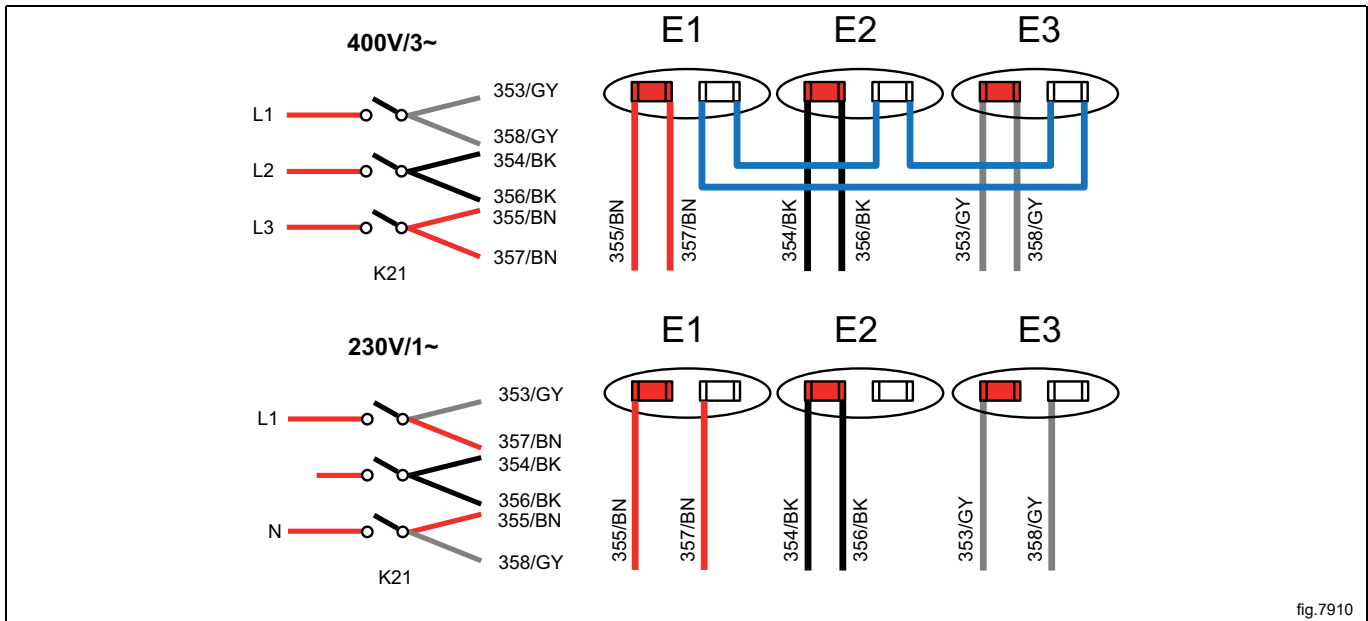 400V/3~
E1 E2 E3
353/GY
L1
358/GY
354/BK
L2
356/BK
355/BN
L3
357/BN
K21
355/BN 357/BN 354/BK 356/BK 353/GY 358/GY
230V/1~
E1 E2 E3
353/GY
L1
357/BN
354/BK
356/BK
355/BN
N
358/GY
K21
355/BN 357/BN 354/BK 356/BK 353/GY 358/GY
fig.7910